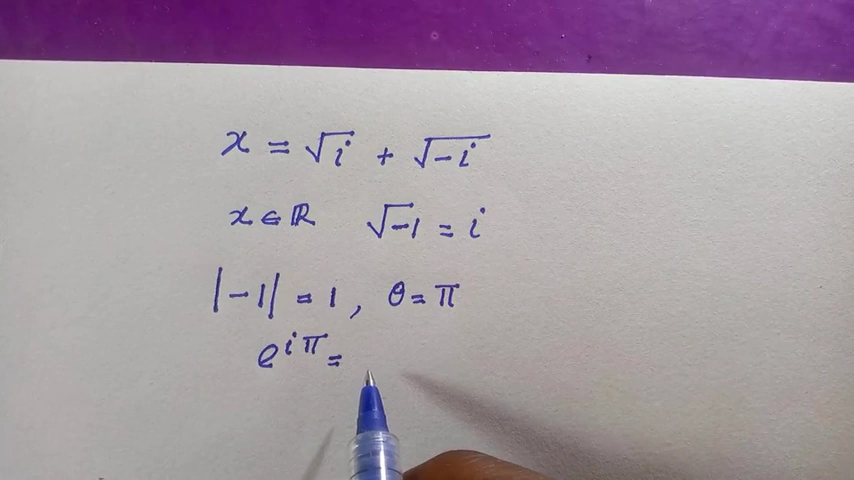 x = √i + √-i
x ∈ ℝ √-1 = i
|-1| = 1, θ = π
e^{iπ} =